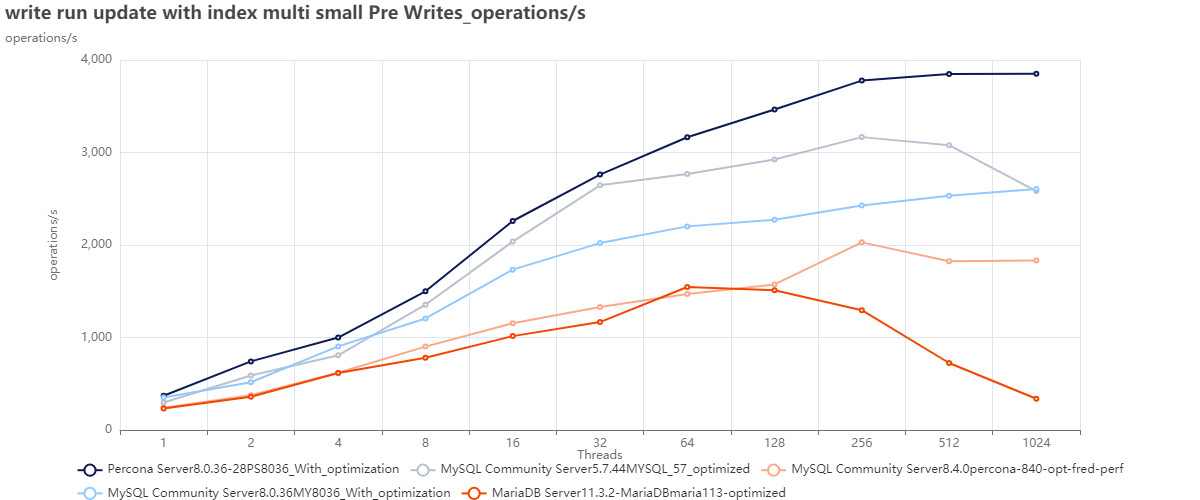 write run update with index multi small Pre Writes_operations/s
operations/s
4,000
3,000
2,000
1,000
0
operations/s
1 2 4 8 16 32 64 128 256 512 1024
Threads
Percona Server8.0.36-28PS8036_With_optimization MySQL Community Server5.7.44MYSQL_57_optimized MySQL Community Server8.4.0percona-840-opt-fred-perf
MySQL Community Server8.0.36MY8036_With_optimization MariaDB Server11.3.2-MariaDBmaria113-optimized